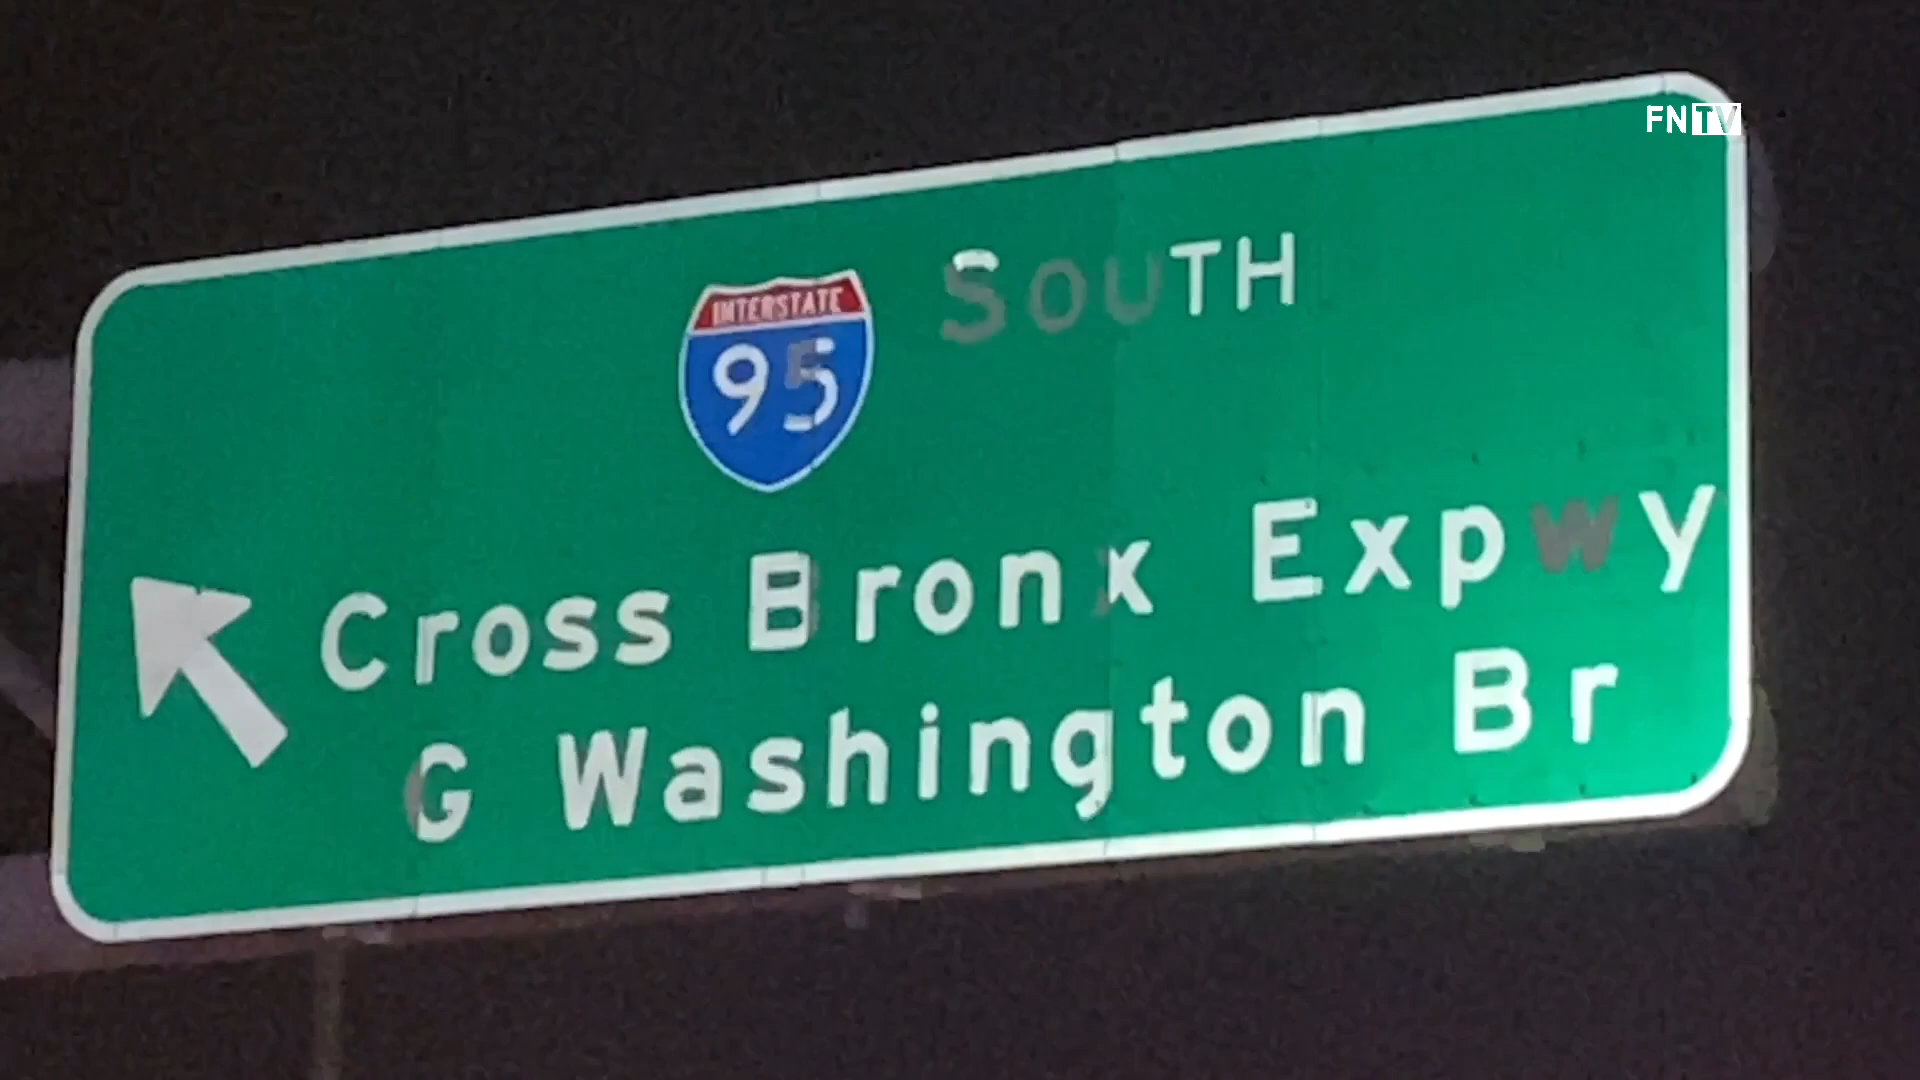 FNTV
SOUTH
INTERSTATE
95
Cross Bronx Expwy
G Washington Br